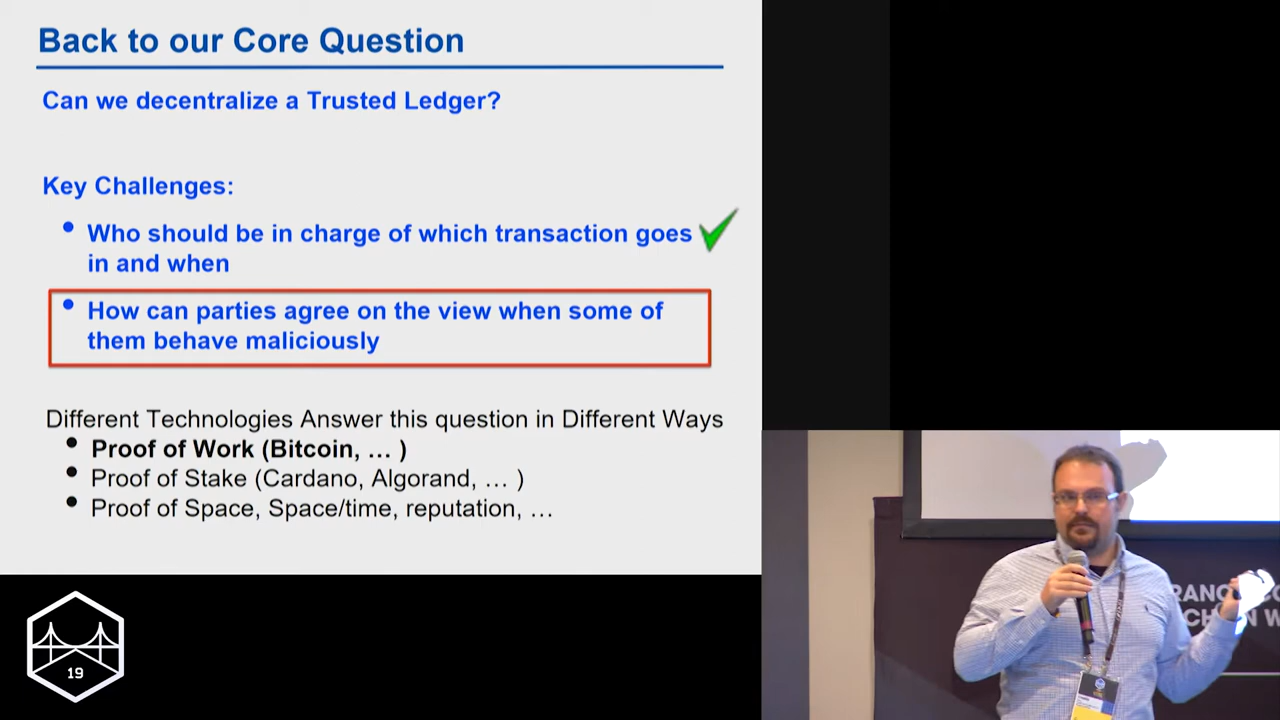 Back to our Core Question
Can we decentralize a Trusted Ledger?
Key Challenges:
• Who should be in charge of which transaction goes
in and when
• How can parties agree on the view when some of
them behave maliciously
Different Technologies Answer this question in Different Ways
• Proof of Work (Bitcoin, … )
• Proof of Stake (Cardano, Algorand, … )
• Proof of Space, Space/time, reputation, …
19